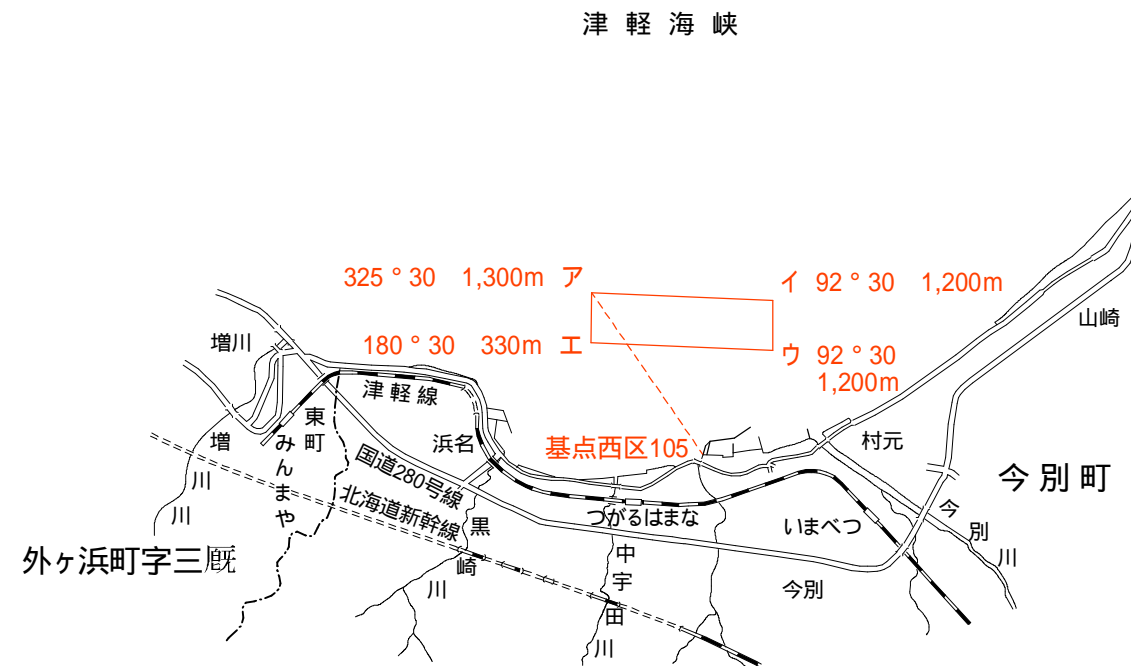 津軽海峡
325°30 1,300m ア
イ 92°30 1,200m
山崎
増川
180°30 330m エ
ウ 92°30
1,200m
津軽線
東町
みんまや
浜名
基点西区105
村元
今別町
増川
国道280号線
北海道新幹線
つがるはまな
いまべつ
今別川
外ヶ浜町字三厩
黒崎川
中宇田川
今別